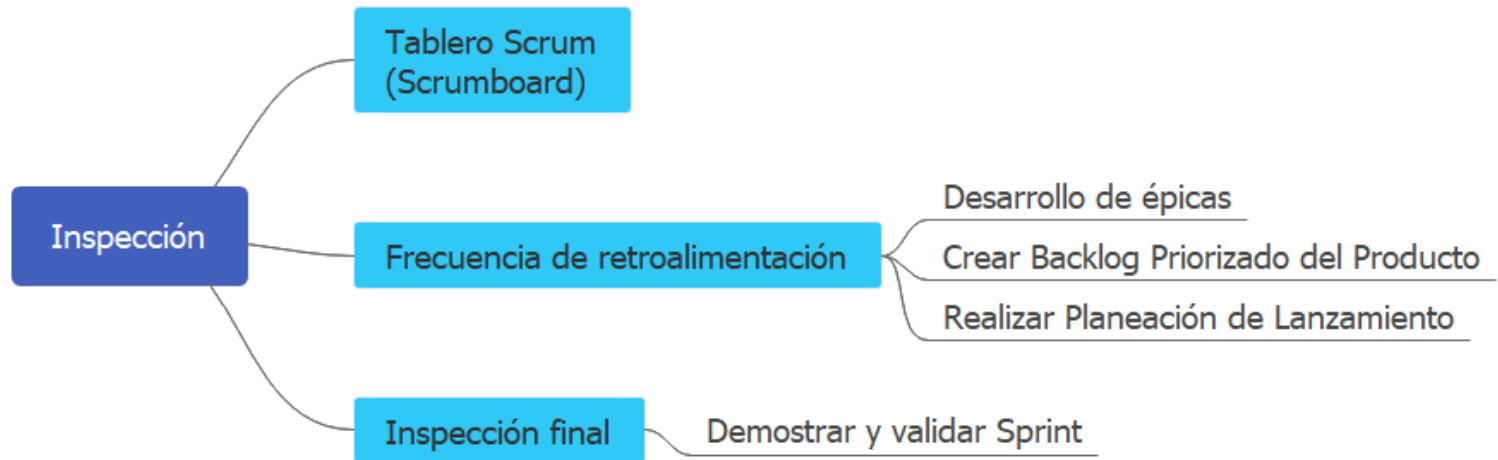 Tablero Scrum
(Scrumboard)
Inspección
Frecuencia de retroalimentación
Desarrollo de épicas
Crear Backlog Priorizado del Producto
Realizar Planeación de Lanzamiento
Inspección final
Demostrar y validar Sprint